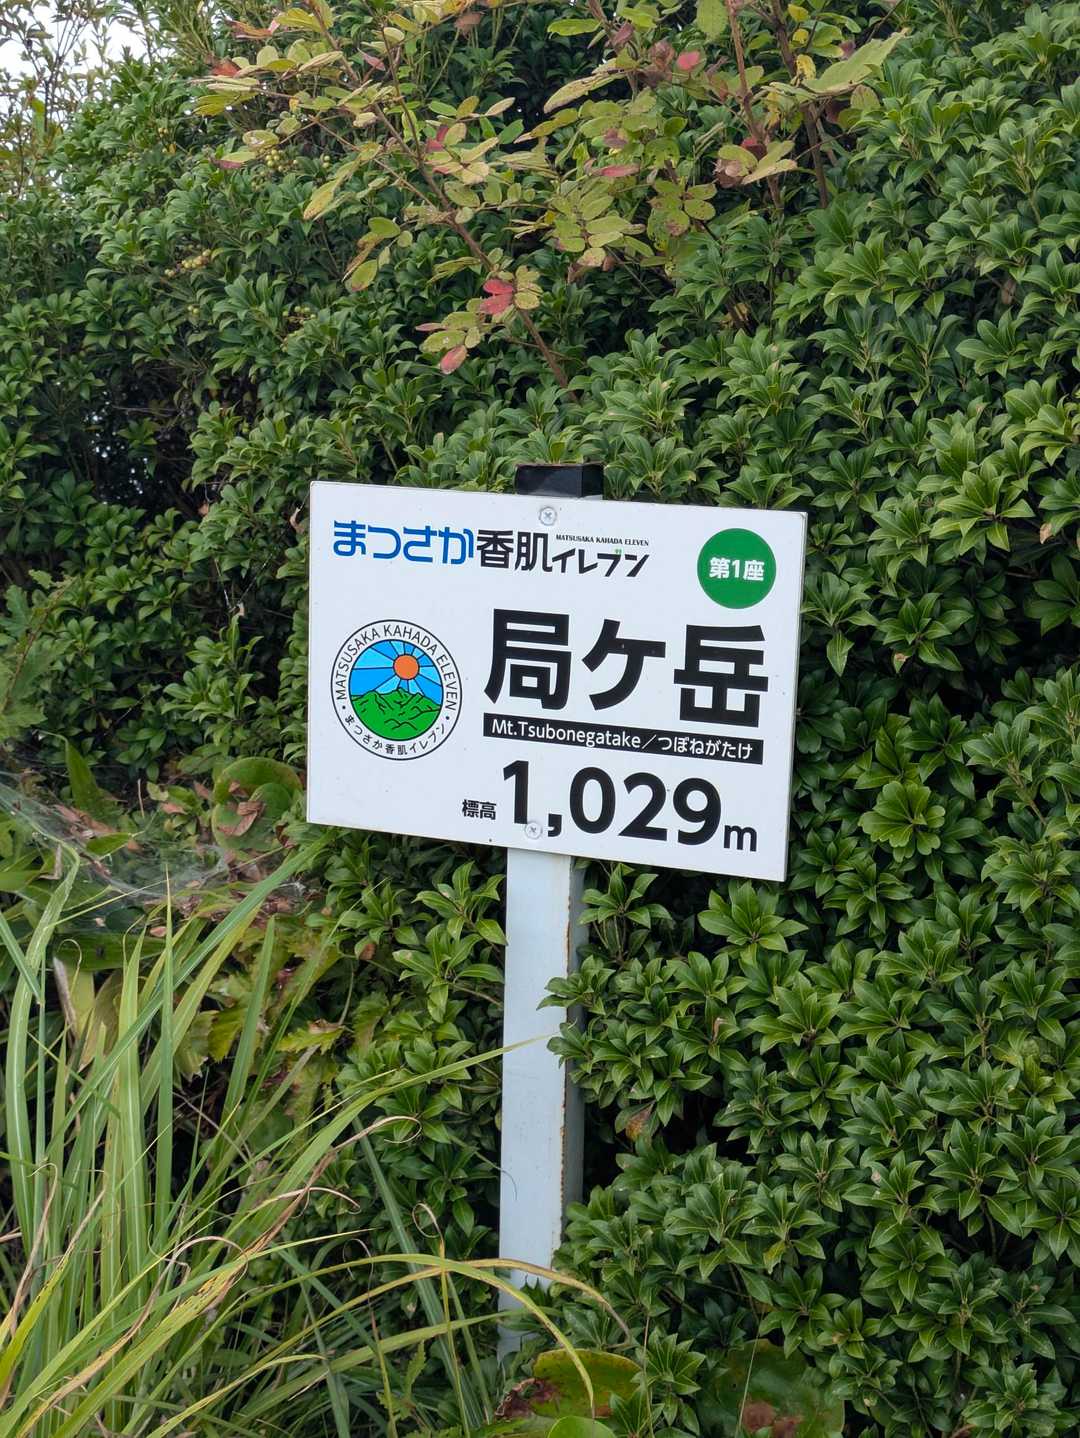 まつさか香肌イレブン
MATSUSAKA KAHADA ELEVEN
第1座
MATSUSAKA KAHADA ELEVEN
まつさか香肌イレブン
局ケ岳
Mt.Tsubonegatake／つぼねがたけ
標高1,029m